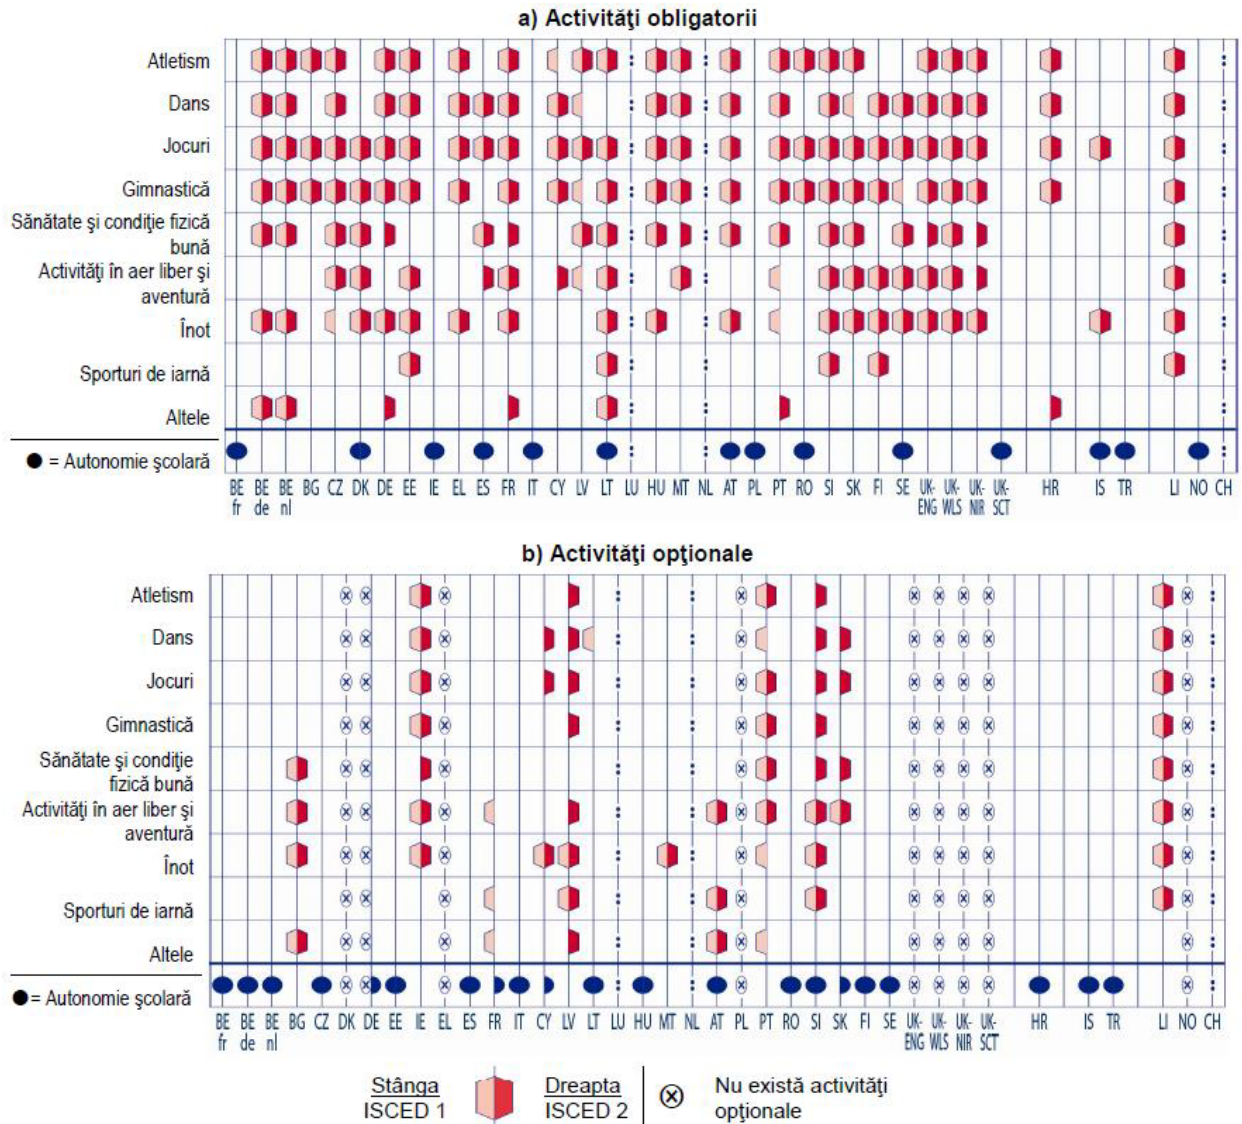 a) Activităţi obligatorii
Atletism
Dans
Jocuri
Gimnastică
Sănătate şi condiţie fizică
bună
Activităţi în aer liber şi
aventură
Înot
Sporturi de iarnă
Altele
● = Autonomie şcolară
BE fr BE de BE nl BG CZ DK DE EE IE EL ES FR IT CY LV LT LU HU MT NL AT PL PT RO SI SK FI SE UK-ENG UK-WLS UK-NIR UK-SCT HR IS TR LI NO CH
b) Activităţi opţionale
Atletism
Dans
Jocuri
Gimnastică
Sănătate şi condiţie
fizică bună
Activităţi în aer liber şi
aventură
Înot
Sporturi de iarnă
Altele
●= Autonomie şcolară
BE fr BE de BE nl BG CZ DK DE EE IE EL ES FR IT CY LV LT LU HU MT NL AT PL PT RO SI SK FI SE UK-ENG UK-WLS UK-NIR UK-SCT HR IS TR LI NO CH
Stânga
ISCED 1
Dreapta
ISCED 2
Nu există activităţi
opţionale